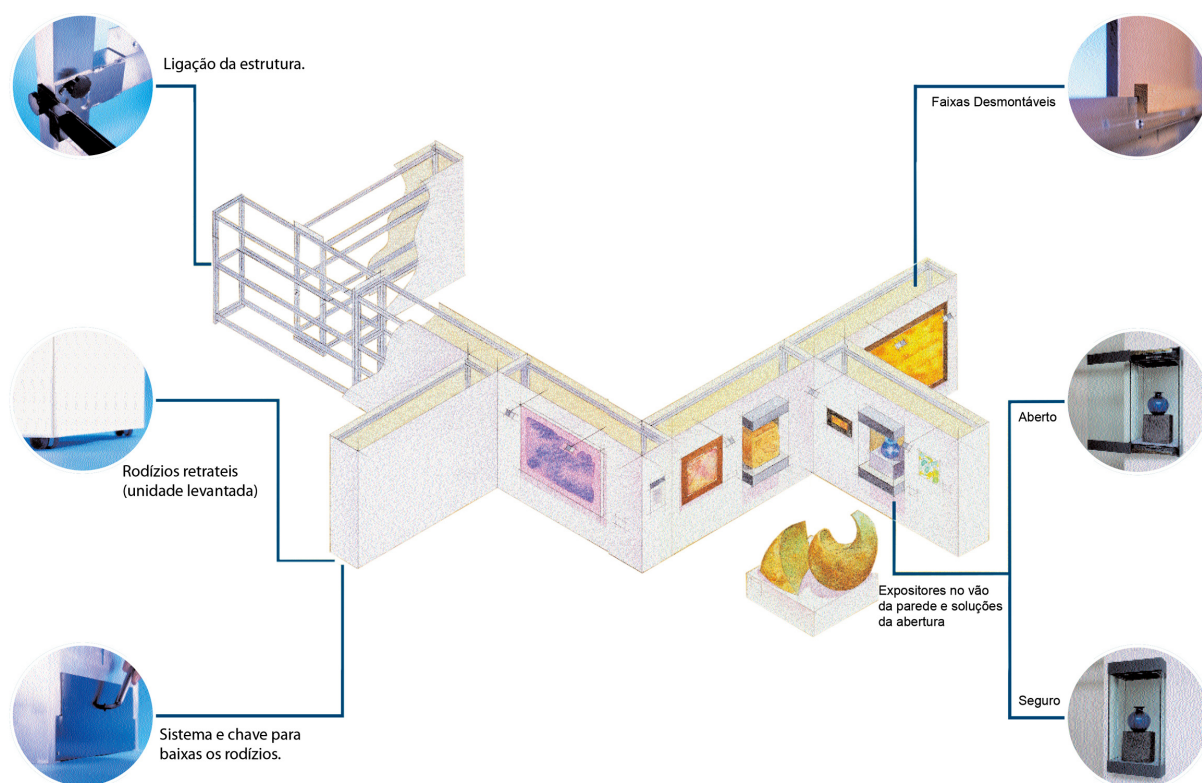 Ligação da estrutura.
Faixas Desmontáveis
Aberto
Rodízios retrateis
(unidade levantada)
Expositores no vão
da parede e soluções
da abertura
Seguro
Sistema e chave para
baixas os rodízios.